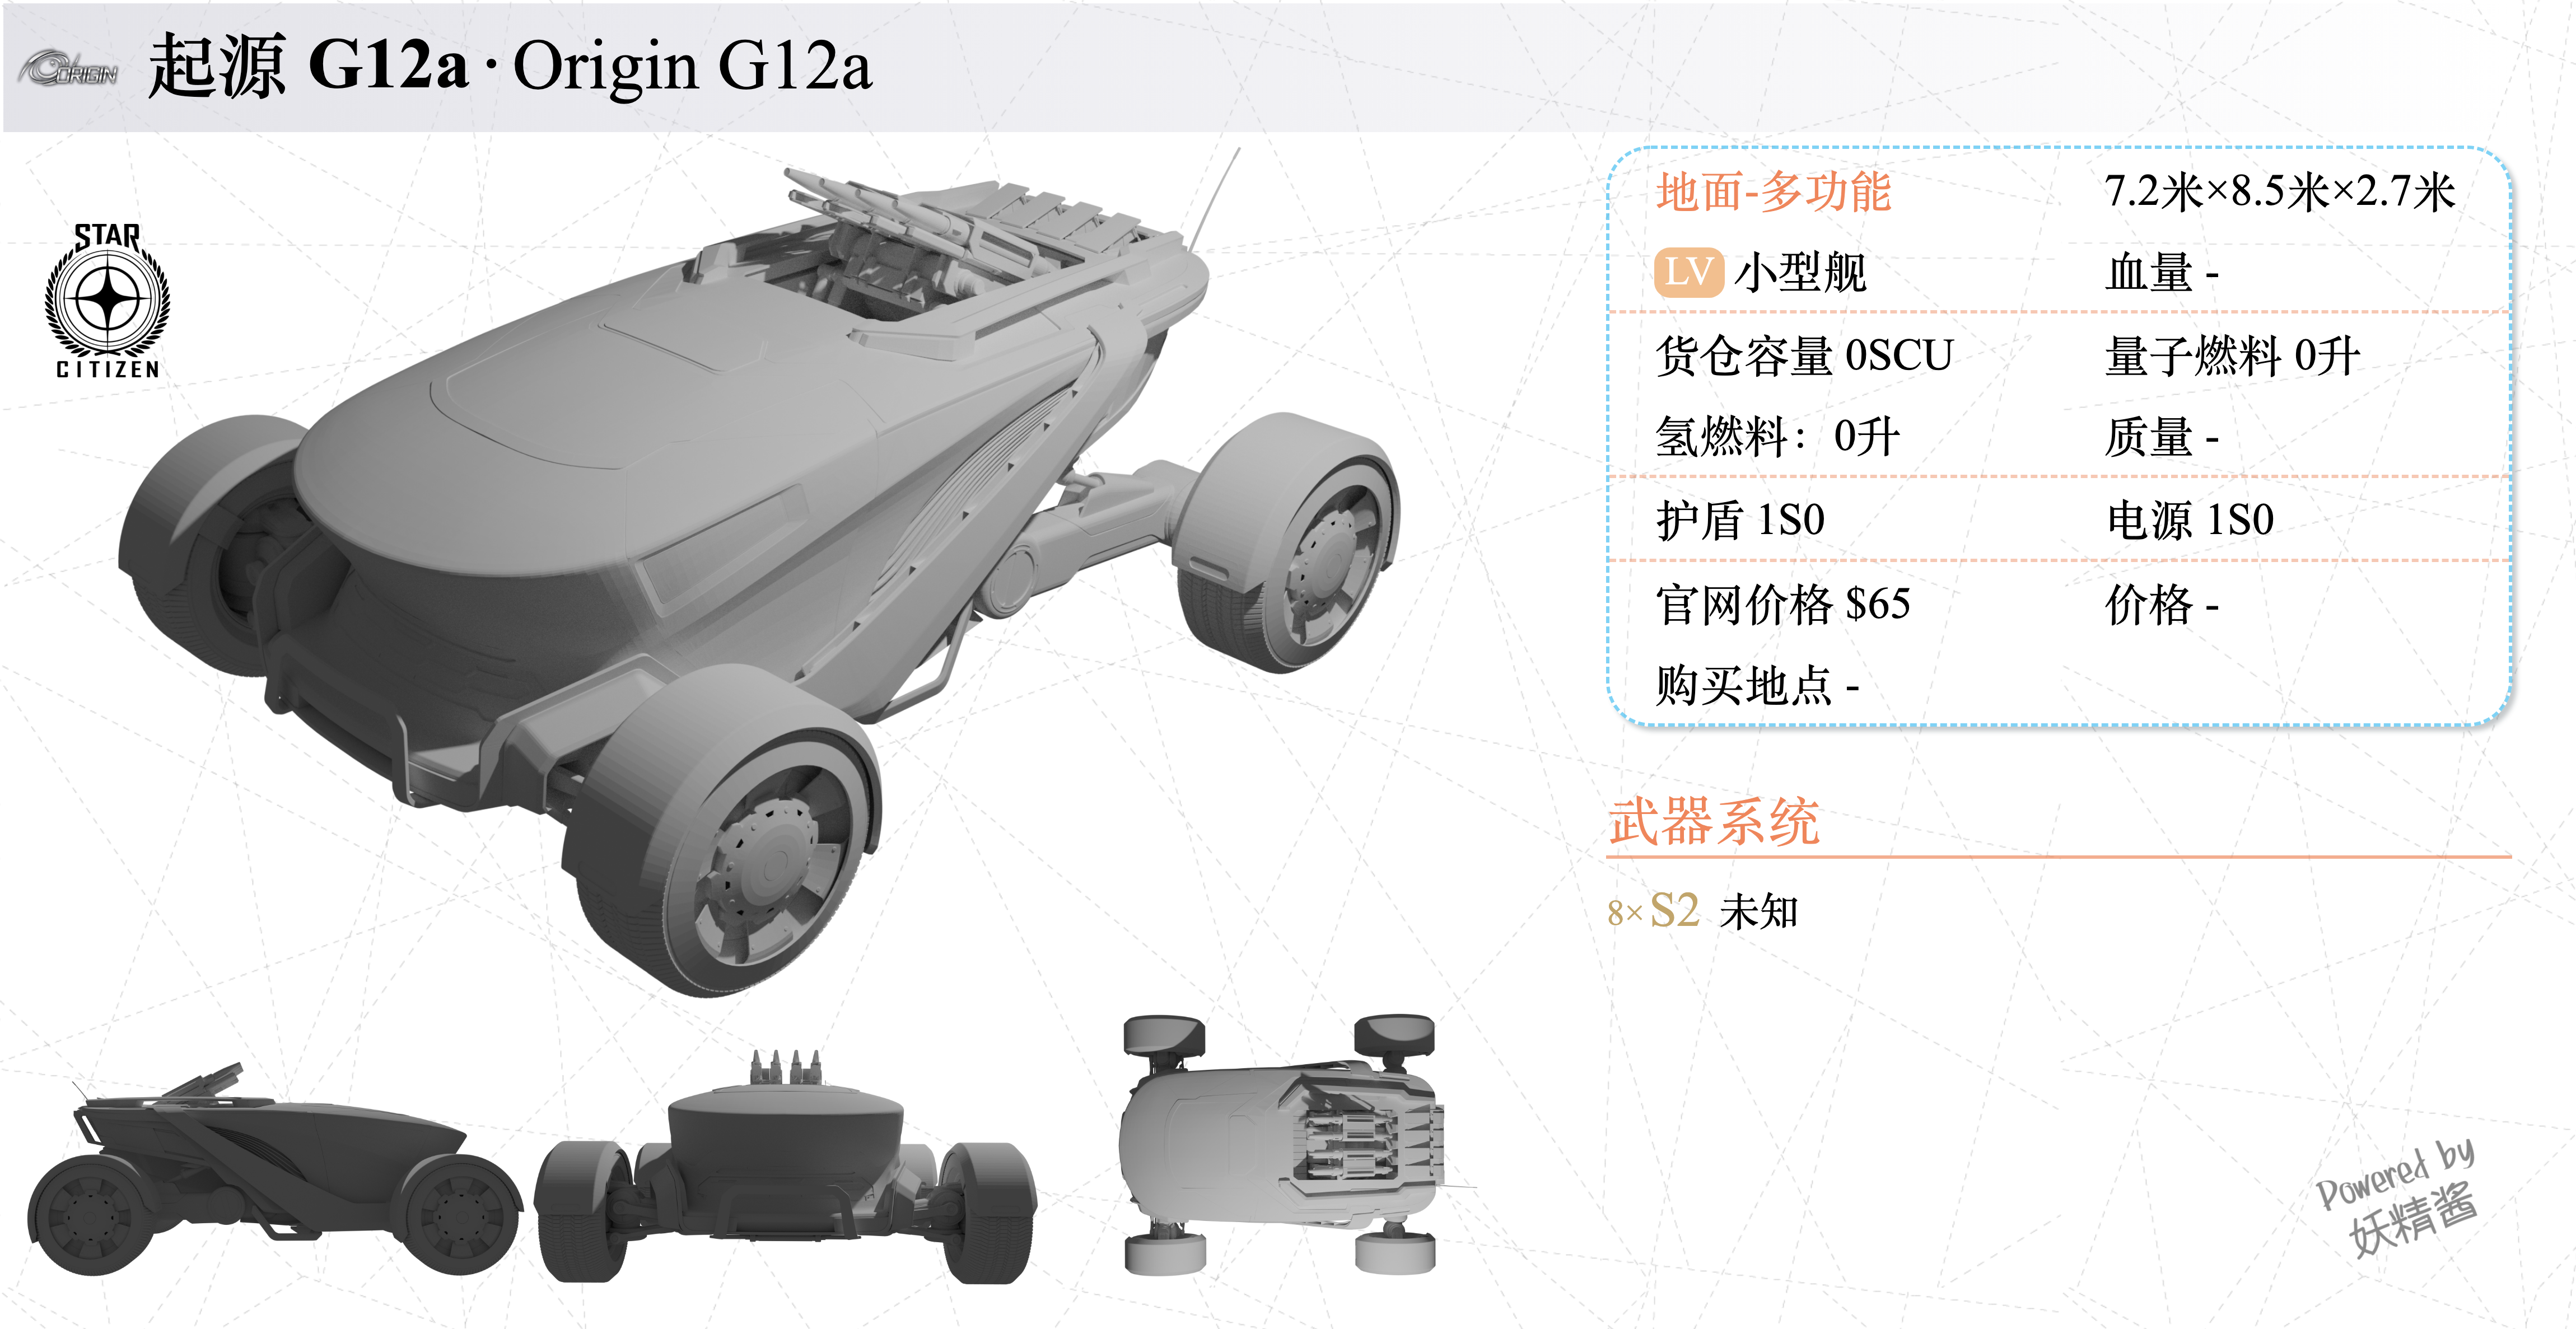 ORIGIN 起源 G12a · Origin G12a
STAR
CITIZEN
地面-多功能 7.2米×8.5米×2.7米
LV 小型舰 血量 -
货仓容量 0SCU 量子燃料 0升
氢燃料：0升 质量 -
护盾 1S0 电源 1S0
官网价格 $65 价格 -
购买地点 -
武器系统
8× S2 未知
Powered by
妖精酱